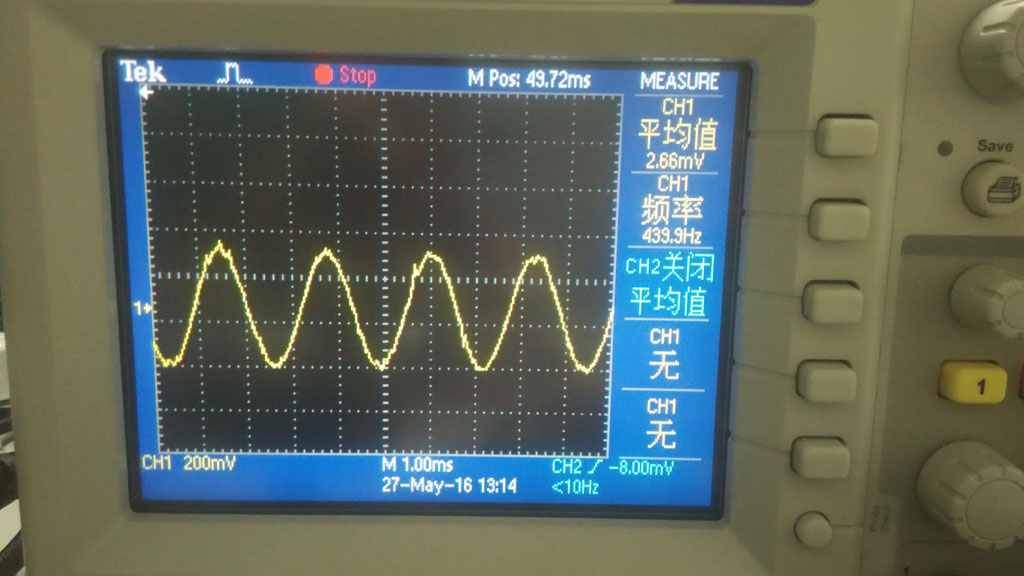 Tek
Stop
M Pos: 49.72ms
MEASURE
CH1
平均值
2.66mV
CH1
频率
439.9Hz
CH2关闭
平均值
CH1
无
CH1
无
1
CH1 200mV
M 1.00ms
CH2 -8.00mV
27-May-16 13:14
<10Hz
Save
1